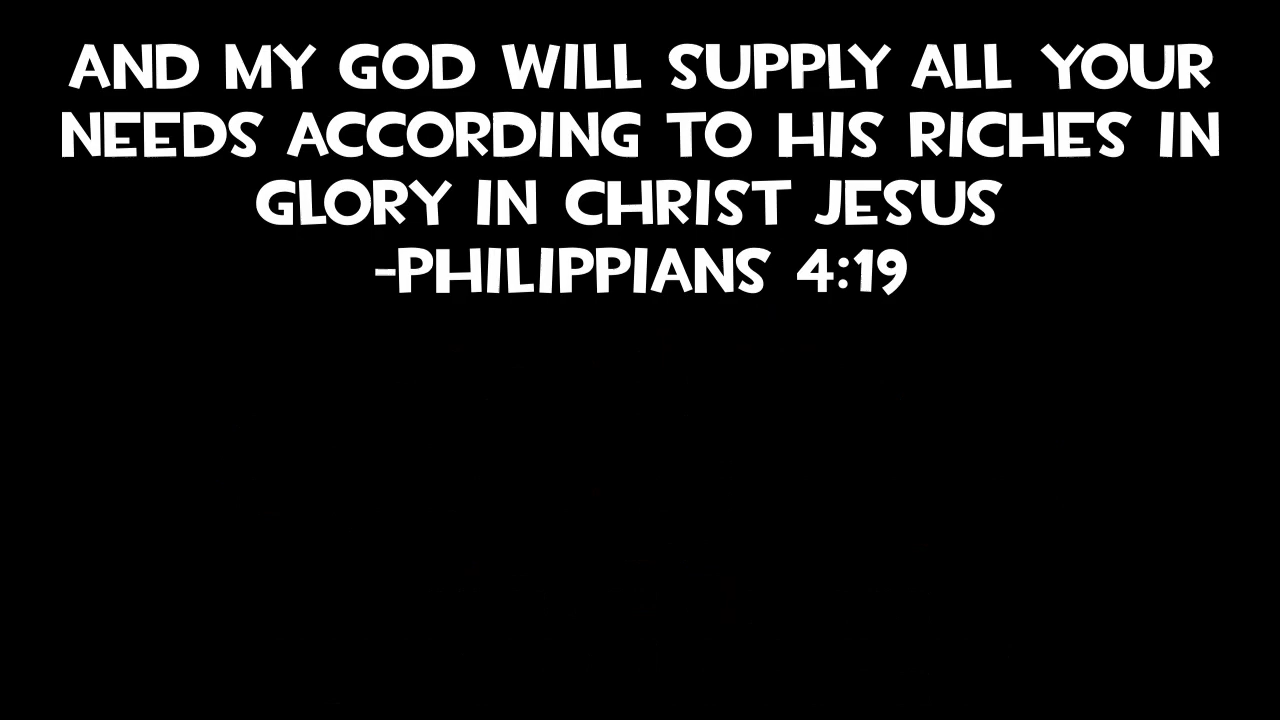 AND MY GOD WILL SUPPLY ALL YOUR
NEEDS ACCORDING TO HIS RICHES IN
GLORY IN CHRIST JESUS
-PHILIPPIANS 4:19